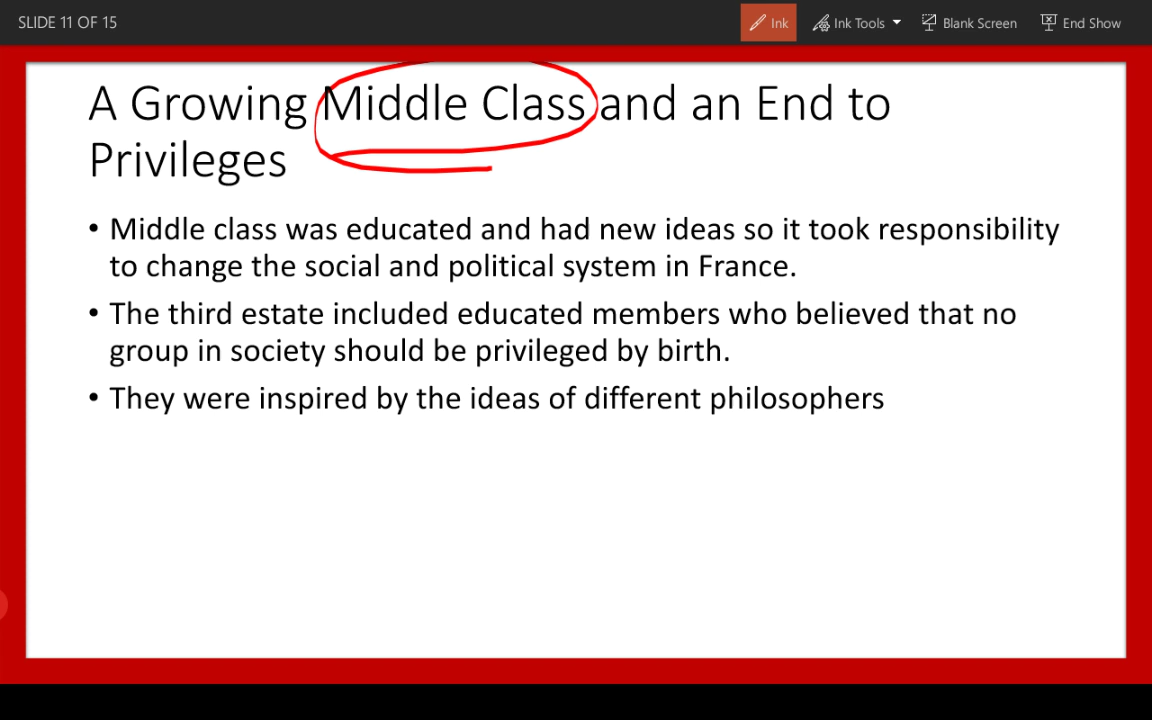 SLIDE 11 OF 15
Ink
Ink Tools
Blank Screen
End Show
A Growing Middle Class and an End to
Privileges
• Middle class was educated and had new ideas so it took responsibility
to change the social and political system in France.
• The third estate included educated members who believed that no
group in society should be privileged by birth.
• They were inspired by the ideas of different philosophers